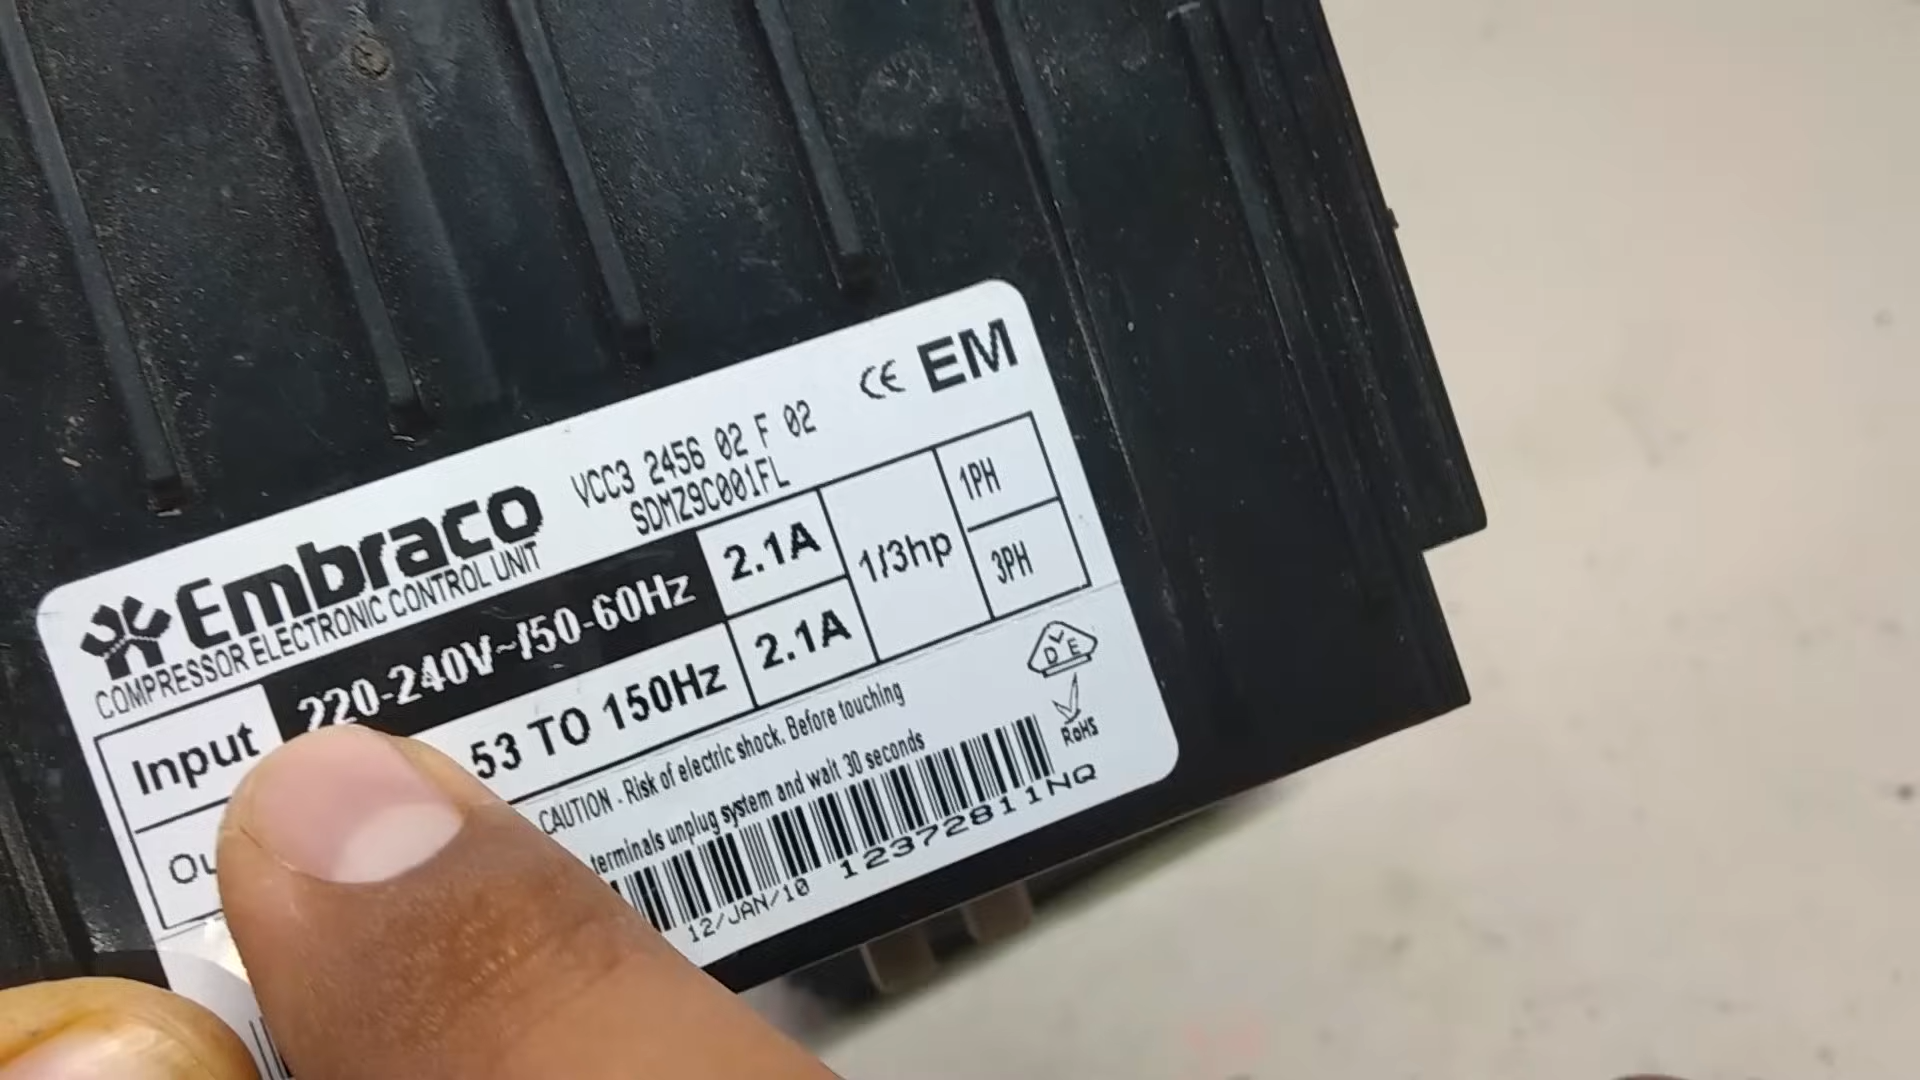 CE EM
VCC3 2456 02 F 02
SDMZ9C001FL
Embraco
COMPRESSOR ELECTRONIC CONTROL UNIT
Input 220-240V~/50-60Hz 2.1A 1/3hp 1PH
53 TO 150Hz 2.1A 3PH
CAUTION - Risk of electric shock. Before touching
terminals unplug system and wait 30 seconds
VDE
RoHS
12/JAN/10 12372811NQ